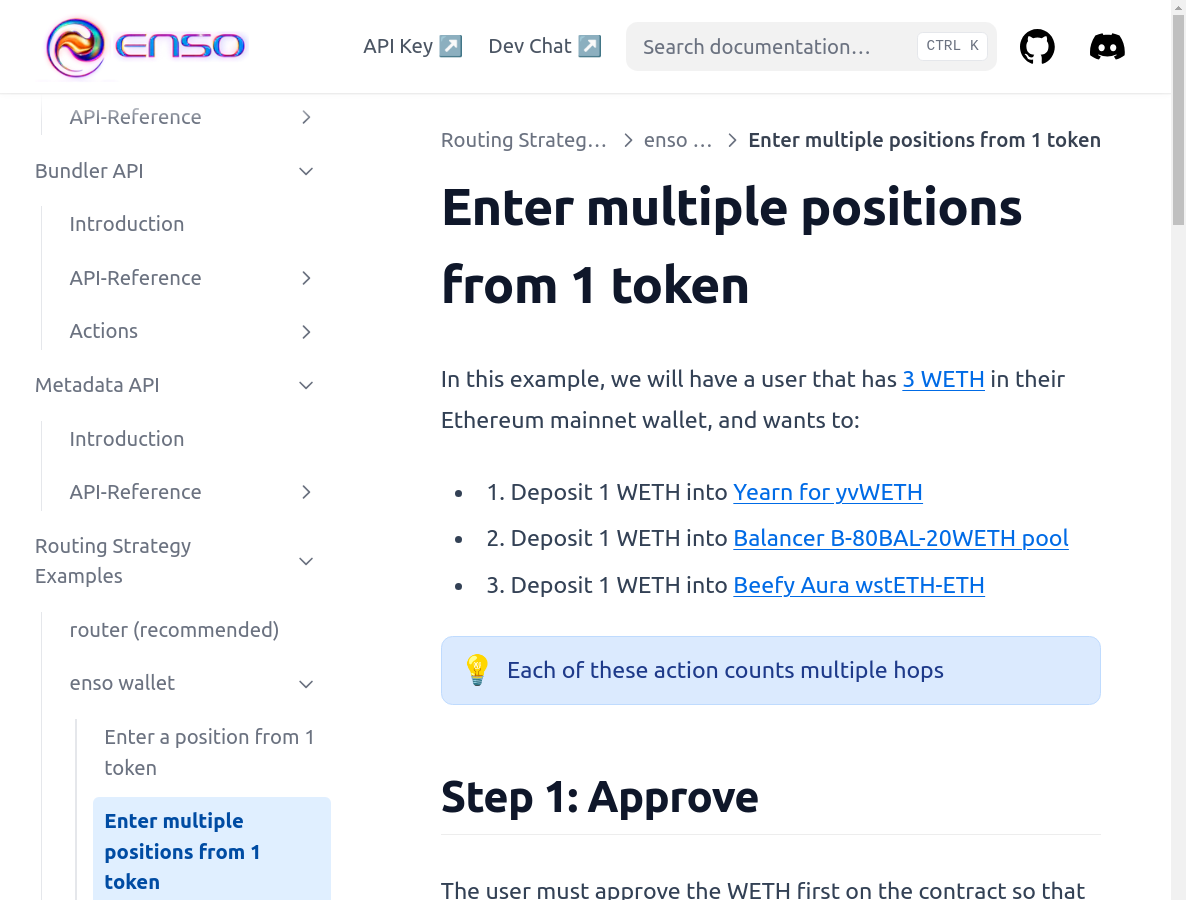 ENSO
API Key ↗️
Dev Chat ↗️
Search documentation…
CTRL K
API-Reference
Bundler API
Introduction
API-Reference
Actions
Metadata API
Introduction
API-Reference
Routing Strategy
Examples
router (recommended)
enso wallet
Enter a position from 1
token
Enter multiple
positions from 1
token
Routing Strateg… > enso … > Enter multiple positions from 1 token
Enter multiple positions
from 1 token
In this example, we will have a user that has 3 WETH in their
Ethereum mainnet wallet, and wants to:
• 1. Deposit 1 WETH into Yearn for yvWETH
• 2. Deposit 1 WETH into Balancer B-80BAL-20WETH pool
• 3. Deposit 1 WETH into Beefy Aura wstETH-ETH
💡 Each of these action counts multiple hops
Step 1: Approve
The user must approve the WETH first on the contract so that